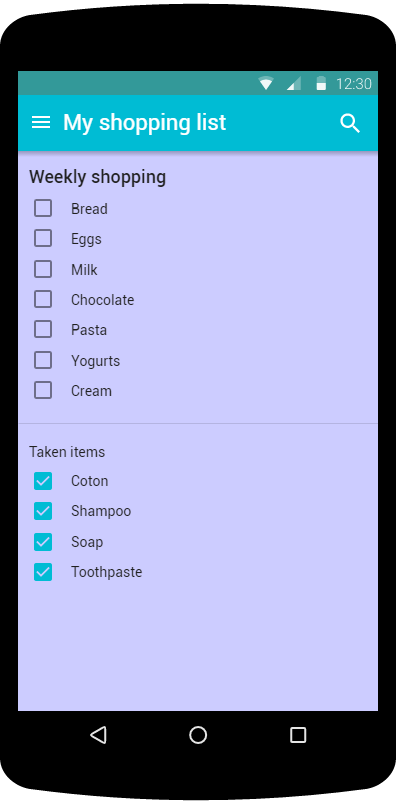 12:30
My shopping list
Weekly shopping
Bread
Eggs
Milk
Chocolate
Pasta
Yogurts
Cream
Taken items
Coton
Shampoo
Soap
Toothpaste